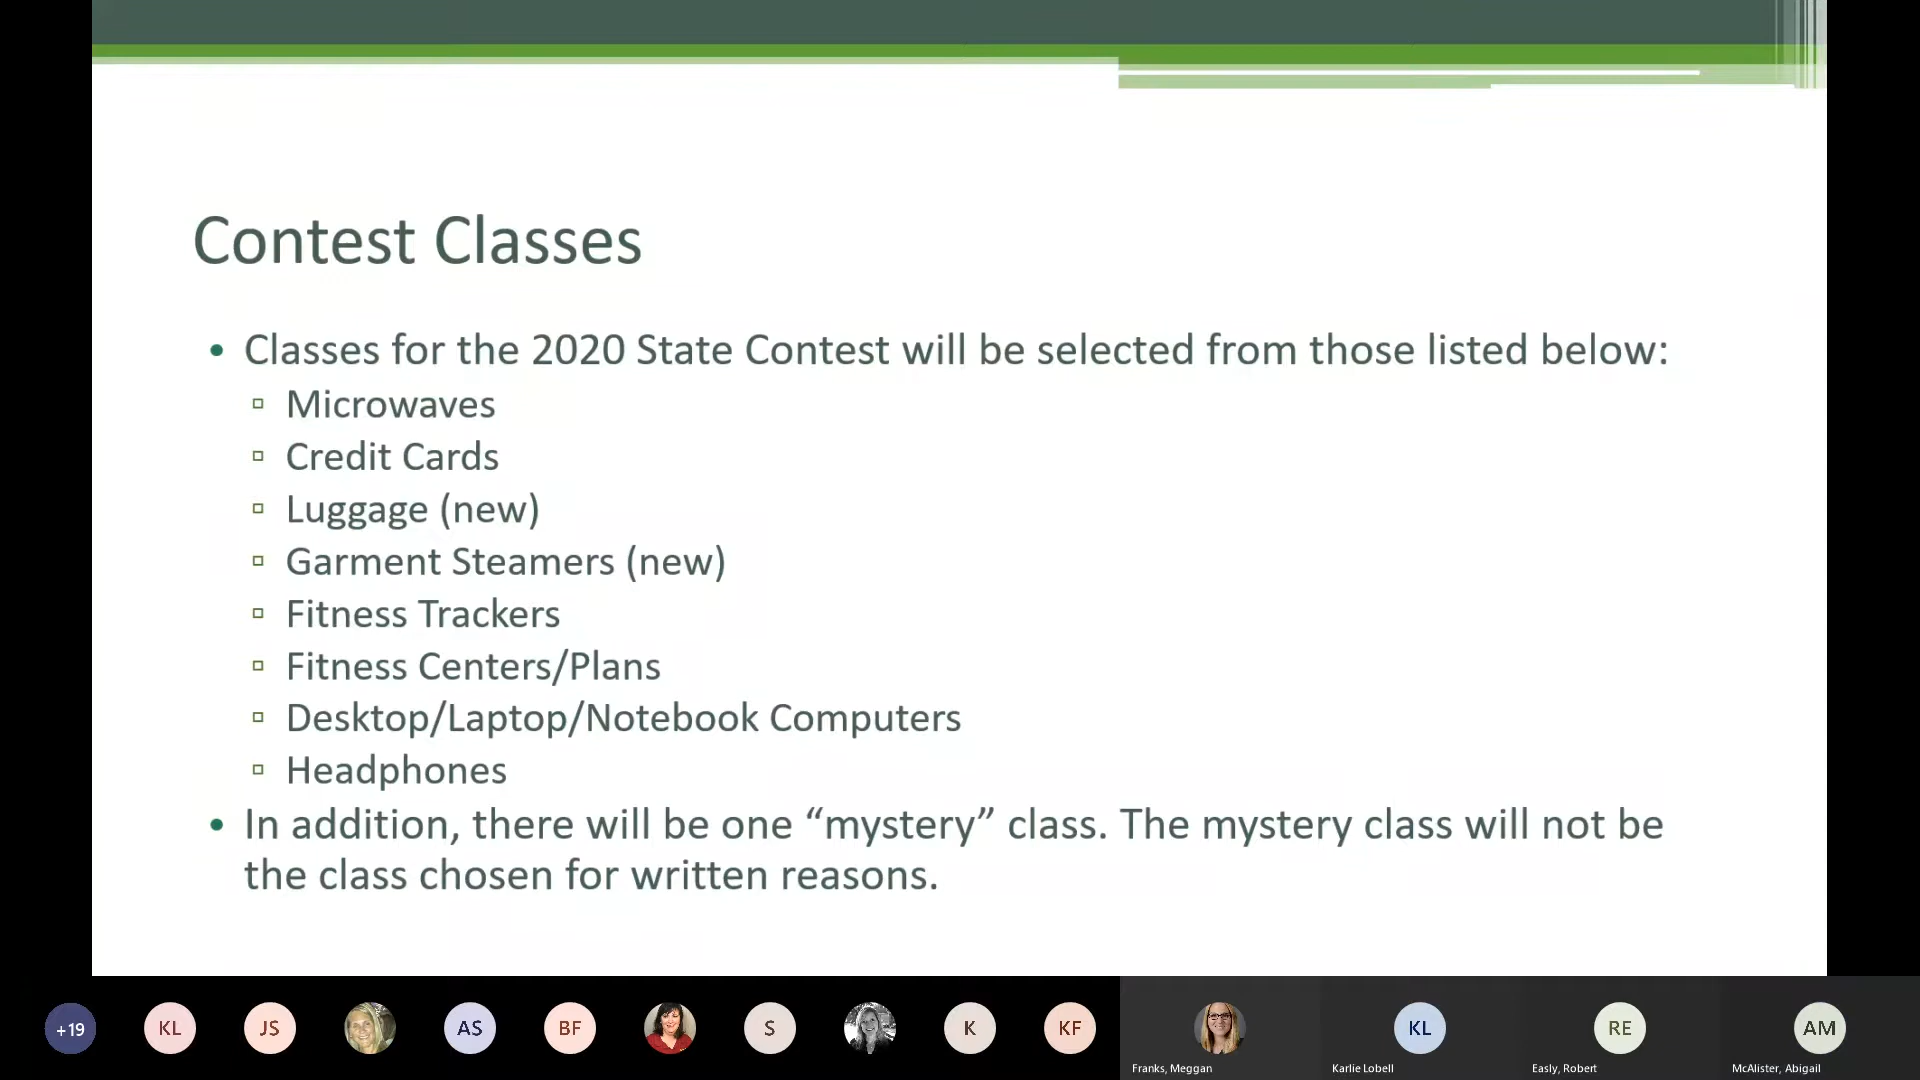 Contest Classes
• Classes for the 2020 State Contest will be selected from those listed below:
▫ Microwaves
▫ Credit Cards
▫ Luggage (new)
▫ Garment Steamers (new)
▫ Fitness Trackers
▫ Fitness Centers/Plans
▫ Desktop/Laptop/Notebook Computers
▫ Headphones
• In addition, there will be one “mystery” class. The mystery class will not be
the class chosen for written reasons.
+19 KL JS AS BF S K KF KL RE AM
Franks, Meggan Karlie Lobell Easly, Robert McAlister, Abigail